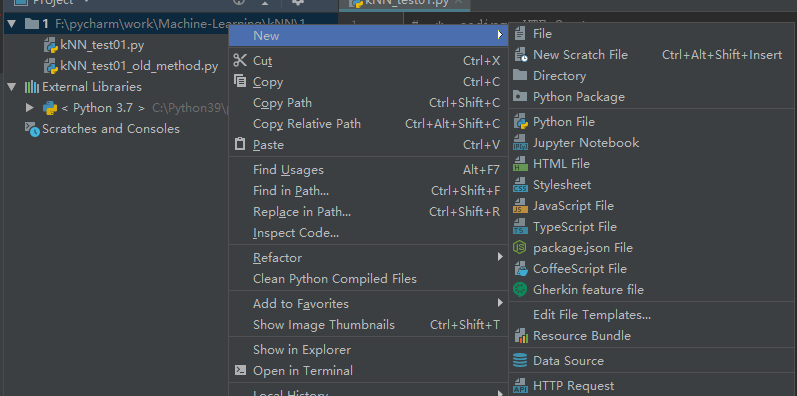 Project
1 F:\pycharm\work\Machine-Learning\kNN\1
kNN_test01.py
kNN_test01_old_method.py
External Libraries
< Python 3.7 > C:\Python39\
Scratches and Consoles
kNN_test01.py
1
New
Cut Ctrl+X
Copy Ctrl+C
Copy Path Ctrl+Shift+C
Copy Relative Path Ctrl+Alt+Shift+C
Paste Ctrl+V
Find Usages Alt+F7
Find in Path... Ctrl+Shift+F
Replace in Path... Ctrl+Shift+R
Inspect Code...
Refactor
Clean Python Compiled Files
Add to Favorites
Show Image Thumbnails Ctrl+Shift+T
Show in Explorer
Open in Terminal
Local History
File
New Scratch File Ctrl+Alt+Shift+Insert
Directory
Python Package
Python File
Jupyter Notebook
HTML File
Stylesheet
JavaScript File
TypeScript File
package.json File
CoffeeScript File
Gherkin feature file
Edit File Templates...
Resource Bundle
Data Source
HTTP Request